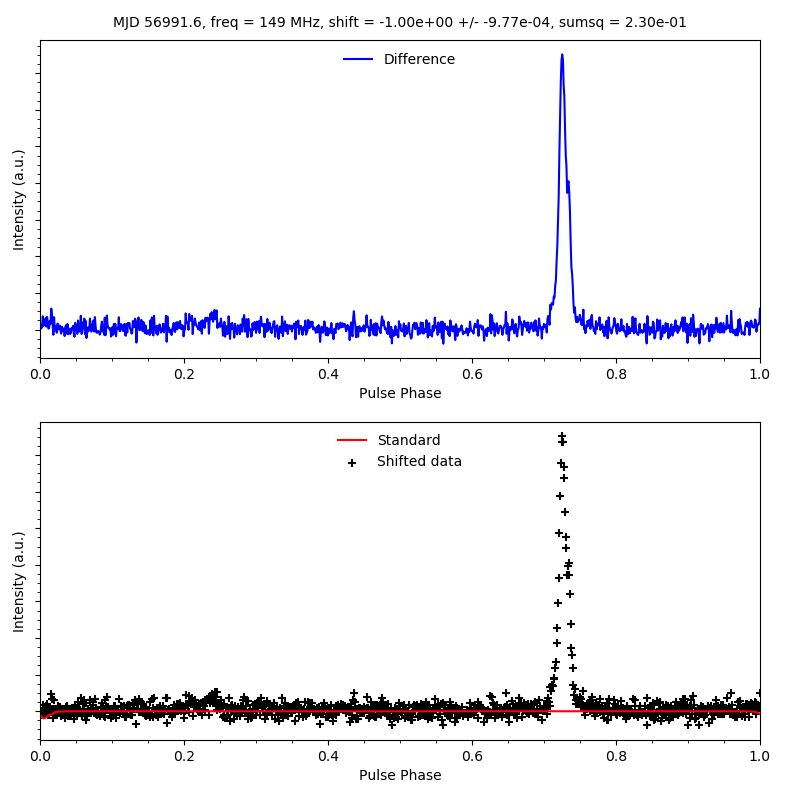 MJD 56991.6, freq = 149 MHz, shift = -1.00e+00 +/- -9.77e-04, sumsq = 2.30e-01
Difference
Intensity (a.u.)
0.0 0.2 0.4 0.6 0.8 1.0
Pulse Phase
Standard
Shifted data
Intensity (a.u.)
0.0 0.2 0.4 0.6 0.8 1.0
Pulse Phase